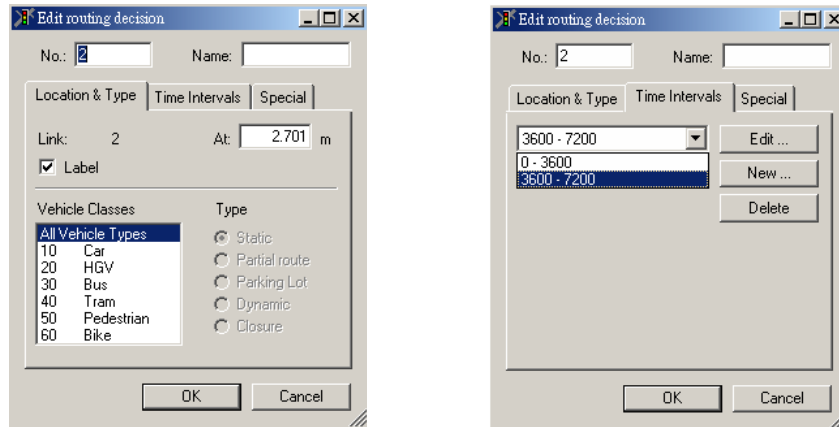 Edit routing decision
No.: 2 Name:
Location & Type Time Intervals Special
Link: 2 At: 2.701 m
Label
Vehicle Classes Type
All Vehicle Types
10 Car
20 HGV
30 Bus
40 Tram
50 Pedestrian
60 Bike
Static
Partial route
Parking Lot
Dynamic
Closure
OK Cancel
Edit routing decision
No.: 2 Name:
Location & Type Time Intervals Special
3600 - 7200 Edit ...
0 - 3600
3600 - 7200
New ...
Delete
OK Cancel